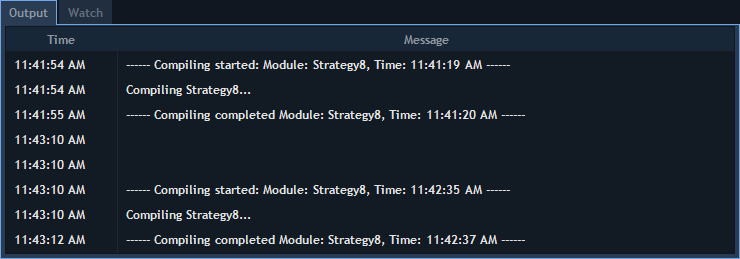 Output Watch
Time Message
11:41:54 AM ------ Compiling started: Module: Strategy8, Time: 11:41:19 AM ------
11:41:54 AM Compiling Strategy8...
11:41:55 AM ------ Compiling completed Module: Strategy8, Time: 11:41:20 AM ------
11:43:10 AM
11:43:10 AM
11:43:10 AM ------ Compiling started: Module: Strategy8, Time: 11:42:35 AM ------
11:43:10 AM Compiling Strategy8...
11:43:12 AM ------ Compiling completed Module: Strategy8, Time: 11:42:37 AM ------